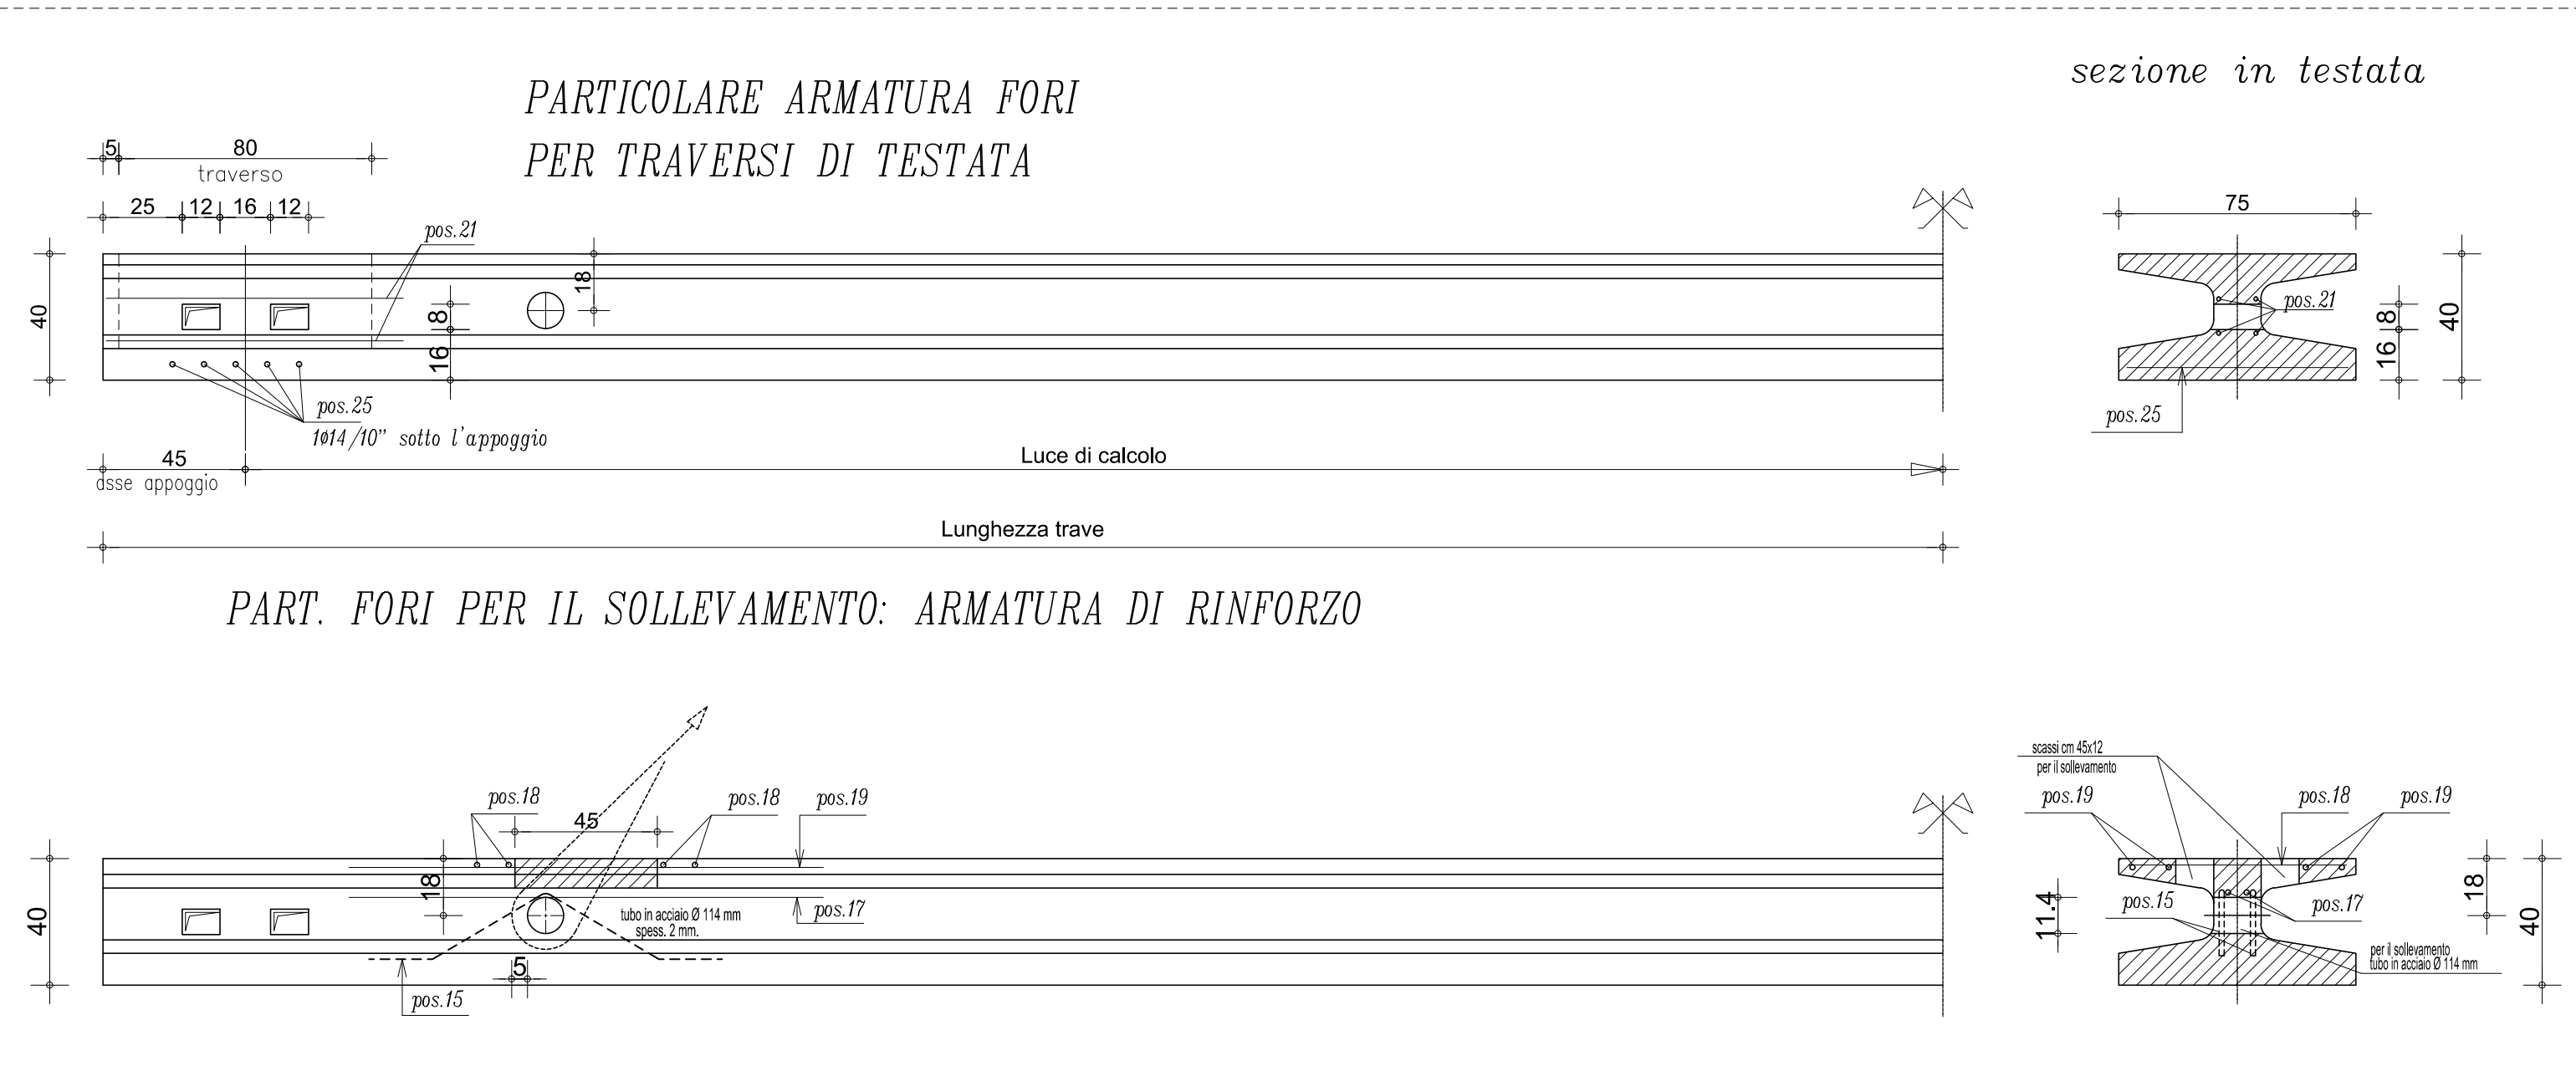 sezione in testata
PARTICOLARE ARMATURA FORI
PER TRAVERSI DI TESTATA
5
80
traverso
25
12
16
12
pos.21
75
40
18
8
16
pos.21
8
16
40
pos.25
1ø14/10" sotto l'appoggio
pos.25
45
asse appoggio
Luce di calcolo
Lunghezza trave
PART. FORI PER IL SOLLEVAMENTO: ARMATURA DI RINFORZO
scassi cm 45x12
per il sollevamento
pos.18
45
pos.18
pos.19
pos.19
pos.18
pos.19
40
18
tubo in acciaio Ø 114 mm
spess. 2 mm.
pos.17
5
pos.15
11.4
pos.15
pos.17
18
40
per il sollevamento
tubo in acciaio Ø 114 mm